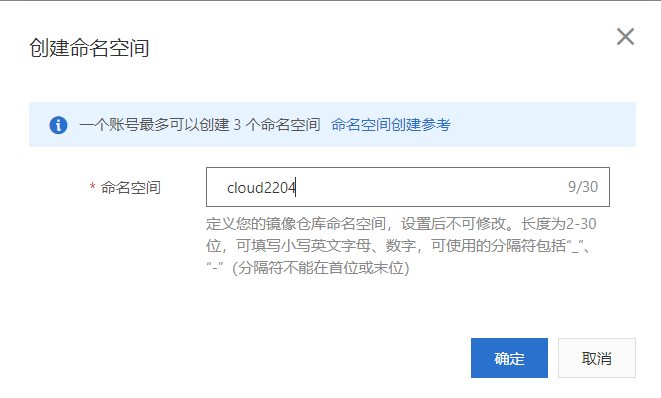 创建命名空间
一个账号最多可以创建 3 个命名空间 命名空间创建参考
* 命名空间 cloud2204 9/30
定义您的镜像仓库命名空间，设置后不可修改。长度为2-30
位，可填写小写英文字母、数字，可使用的分隔符包括“_”、
“-”（分隔符不能在首位或末位）
确定 取消